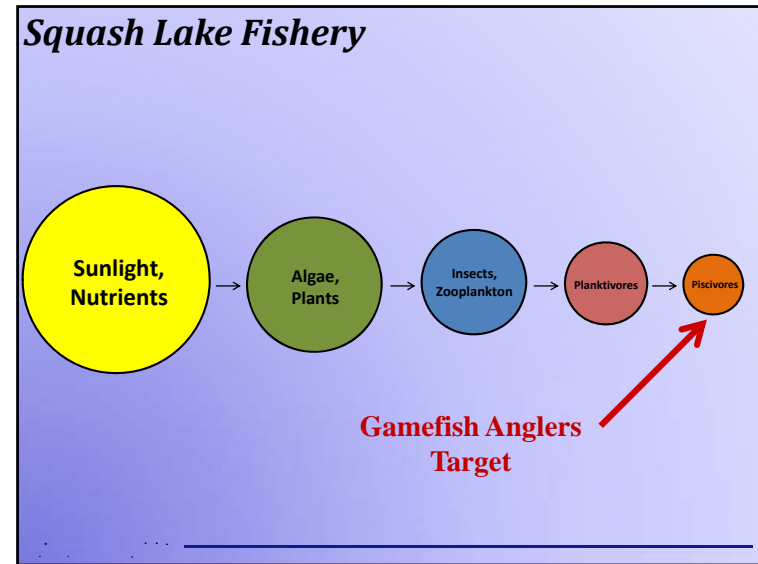 Squash Lake Fishery
Sunlight,
Nutrients
Algae,
Plants
Insects,
Zooplankton
Planktivores
Piscivores
Gamefish Anglers
Target